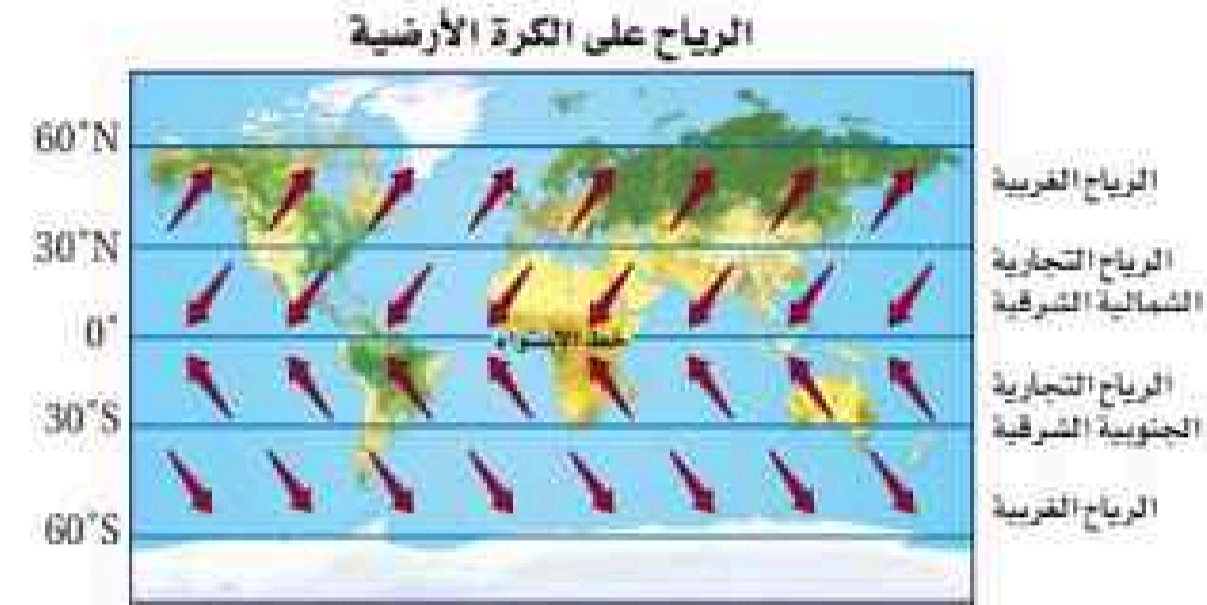 الرياح على الكرة الأرضية
60°N
الرياح الغربية
30°N
الرياح التجارية
الشمالية الشرقية
0°
خط الاستواء
الرياح التجارية
الجنوبية الشرقية
30°S
الرياح الغربية
60°S